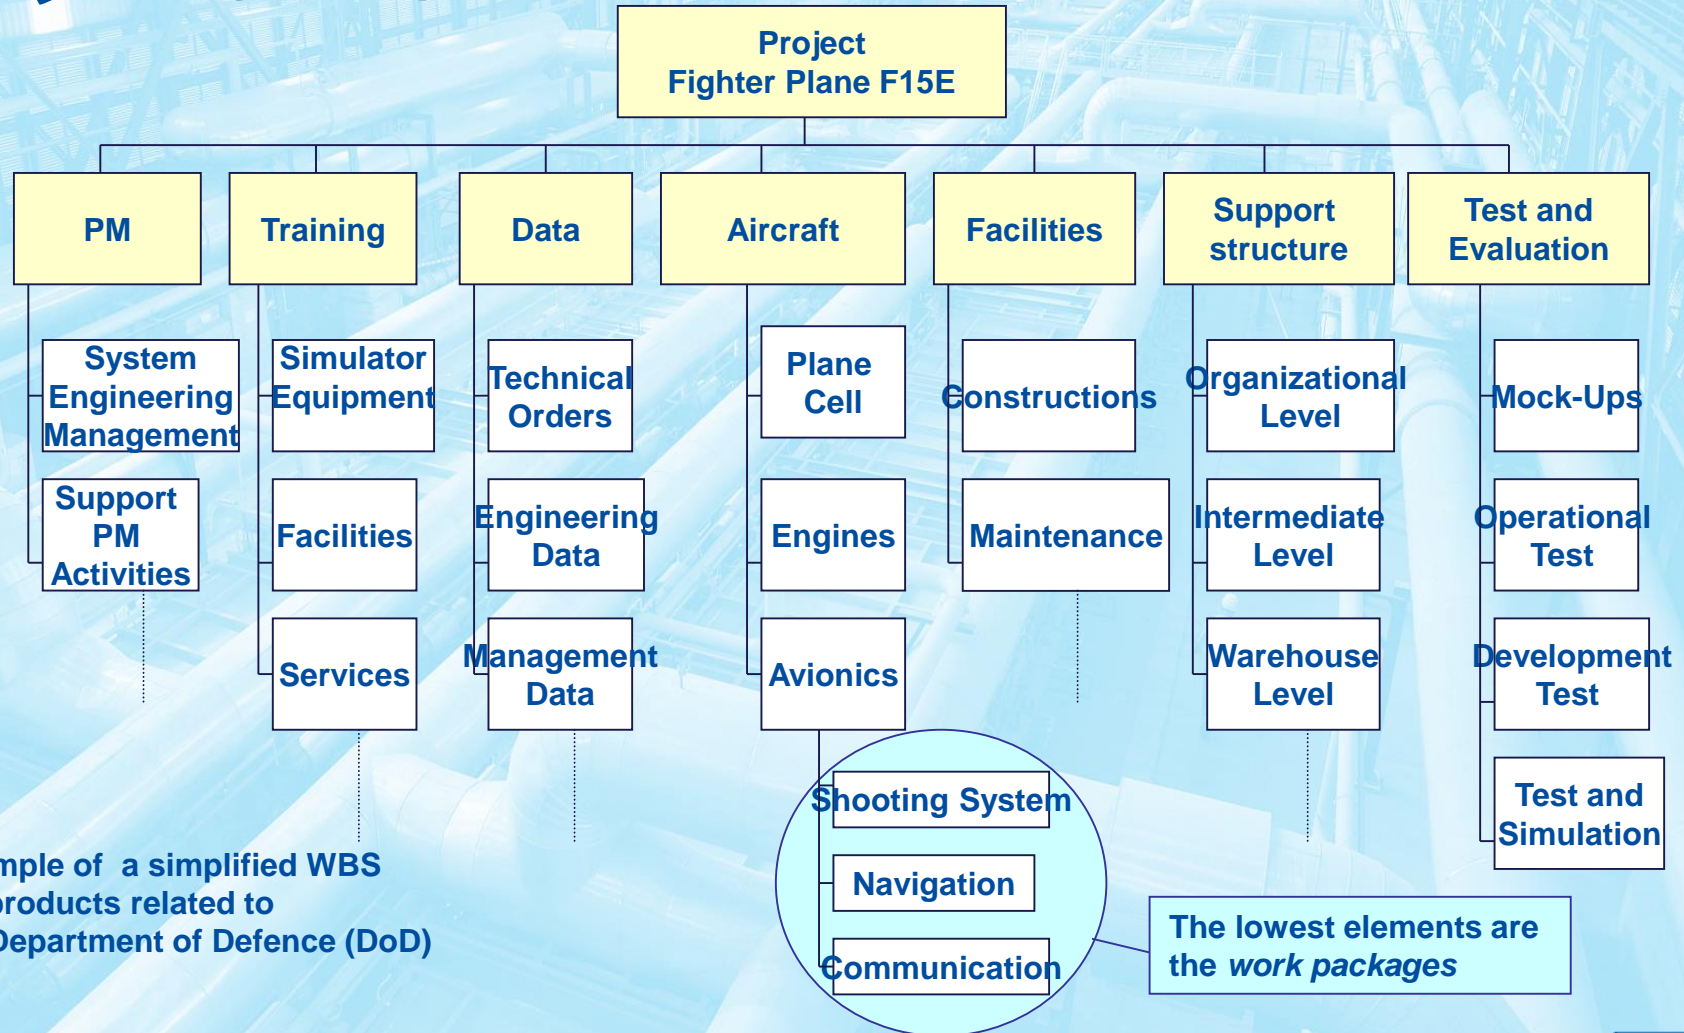 Project
Fighter Plane F15E
PM
Training
Data
Aircraft
Facilities
Support
structure
Test and
Evaluation
System
Engineering
Management
Support
PM
Activities
Simulator
Equipment
Facilities
Services
Technical
Orders
Engineering
Data
Management
Data
Plane
Cell
Engines
Avionics
Shooting System
Navigation
Communication
Constructions
Maintenance
Organizational
Level
Intermediate
Level
Warehouse
Level
Mock-Ups
Operational
Test
Development
Test
Test and
Simulation
mple of a simplified WBS
products related to
Department of Defence (DoD)
The lowest elements are
the work packages